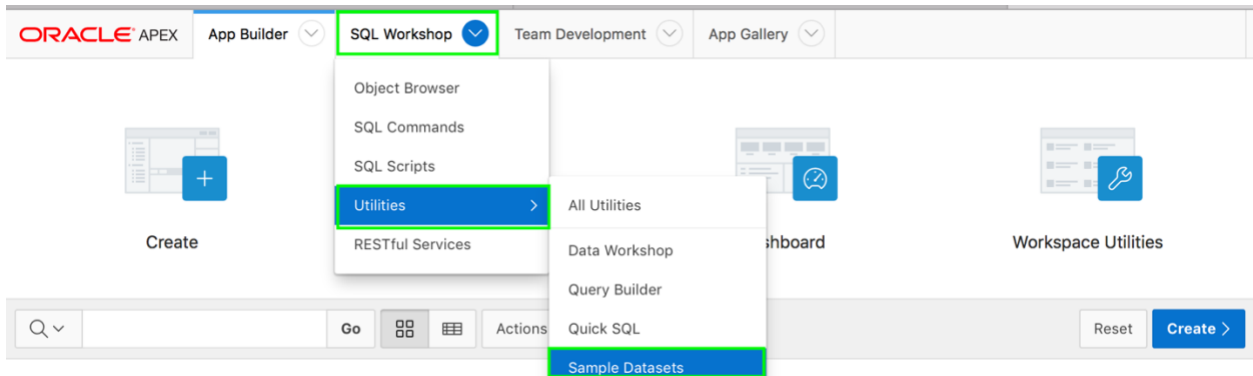 ORACLE APEX App Builder SQL Workshop Team Development App Gallery
Object Browser
SQL Commands
SQL Scripts
Utilities
RESTful Services
All Utilities
Data Workshop
Query Builder
Quick SQL
Sample Datasets
Create
shboard
Workspace Utilities
Go Actions Reset Create